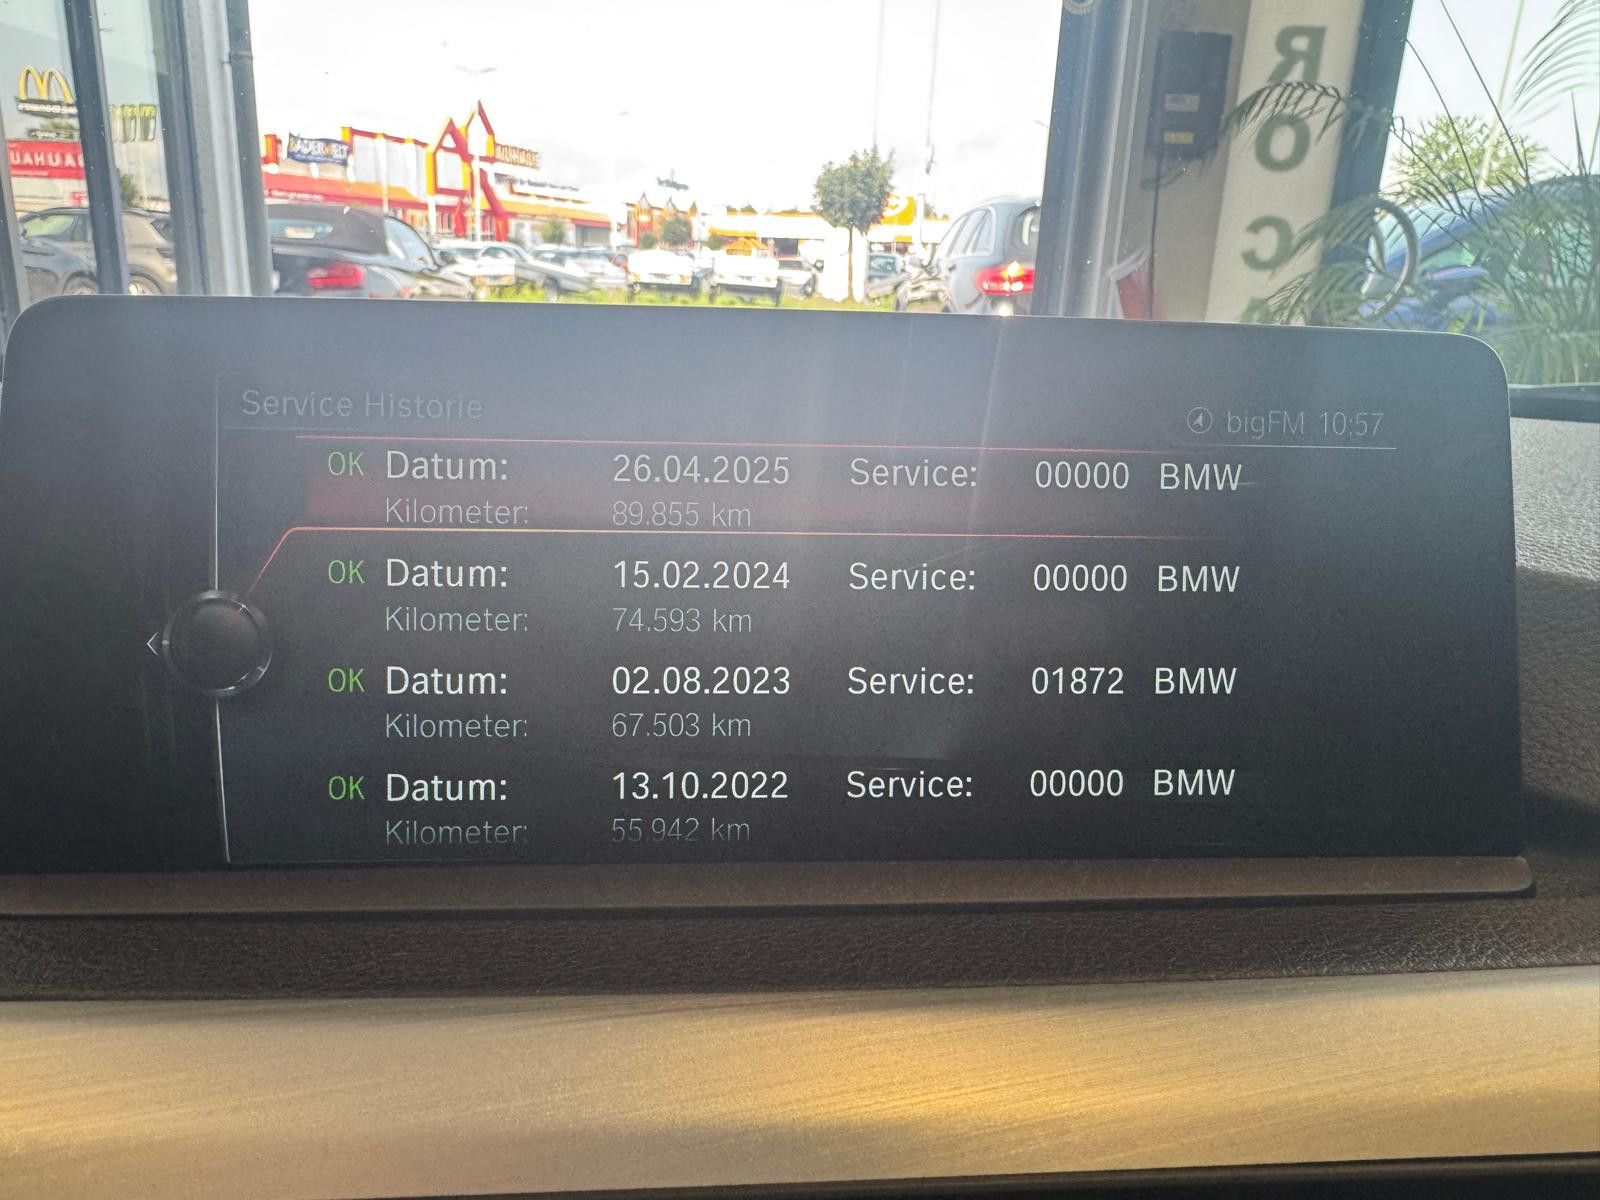 R
O
C
BAUHAUS
Service Historie
bigFM 10:57
OK Datum: 26.04.2025 Service: 00000 BMW
Kilometer: 89.855 km
OK Datum: 15.02.2024 Service: 00000 BMW
Kilometer: 74.593 km
OK Datum: 02.08.2023 Service: 01872 BMW
Kilometer: 67.503 km
OK Datum: 13.10.2022 Service: 00000 BMW
Kilometer: 55.942 km